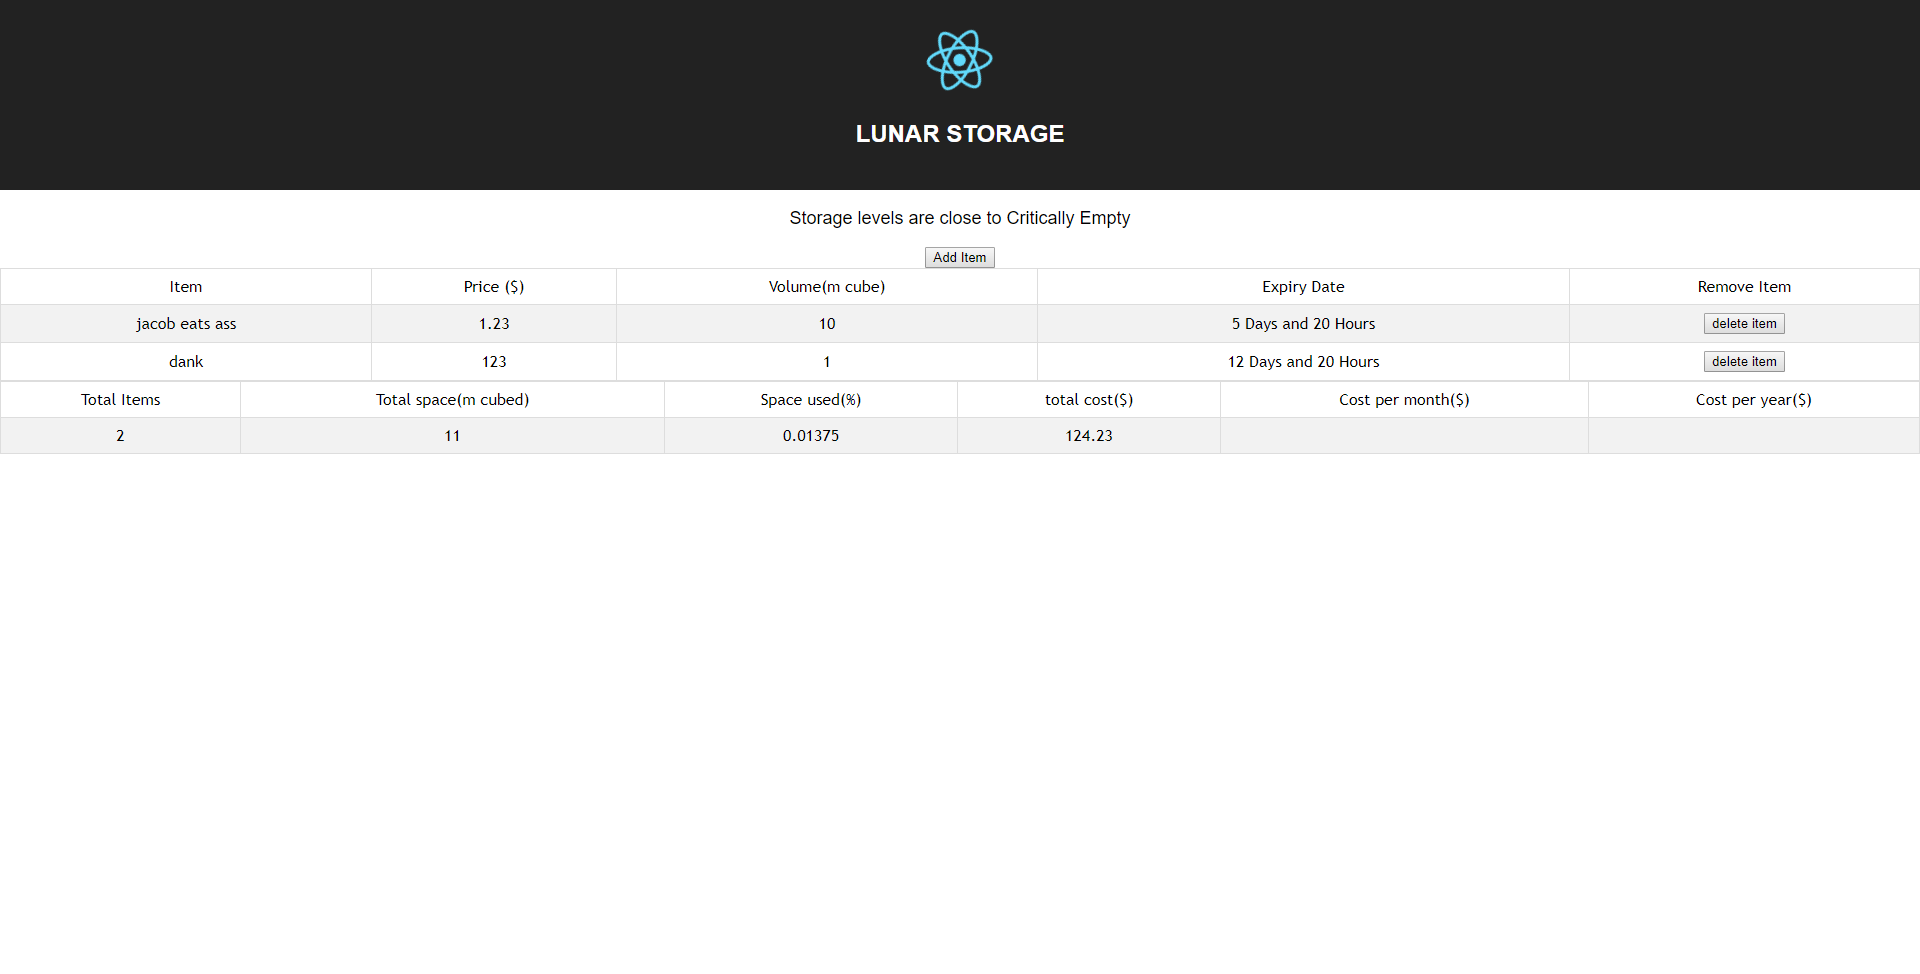 LUNAR STORAGE
Storage levels are close to Critically Empty
Add Item
Item Price ($) Volume(m cube) Expiry Date Remove Item
jacob eats ass 1.23 10 5 Days and 20 Hours delete item
dank 123 1 12 Days and 20 Hours delete item
Total Items Total space(m cubed) Space used(%) total cost($) Cost per month($) Cost per year($)
2 11 0.01375 124.23